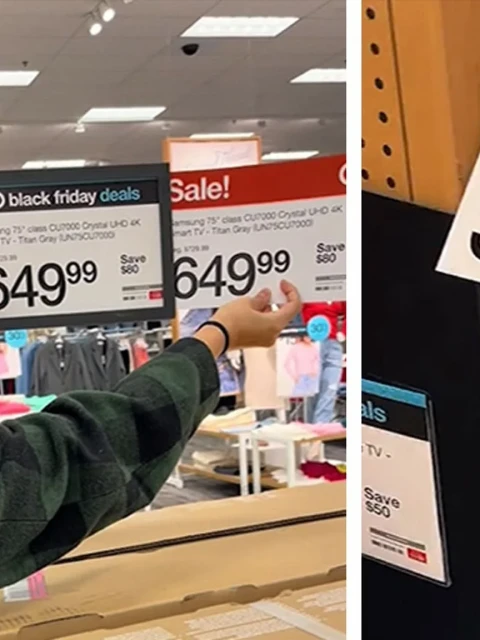 black friday deals
amsung 75" class CU7000 Crystal UHD 4K
TV - Titan Gray (UN75CU7000)
649 99
Save
$80
Sale!
amsung 75" class CU7000 Crystal UHD 4K
mart TV - Titan Gray (UN75CU7000)
649 99
Save
$80
30%
30%
als
TV -
Save
$50